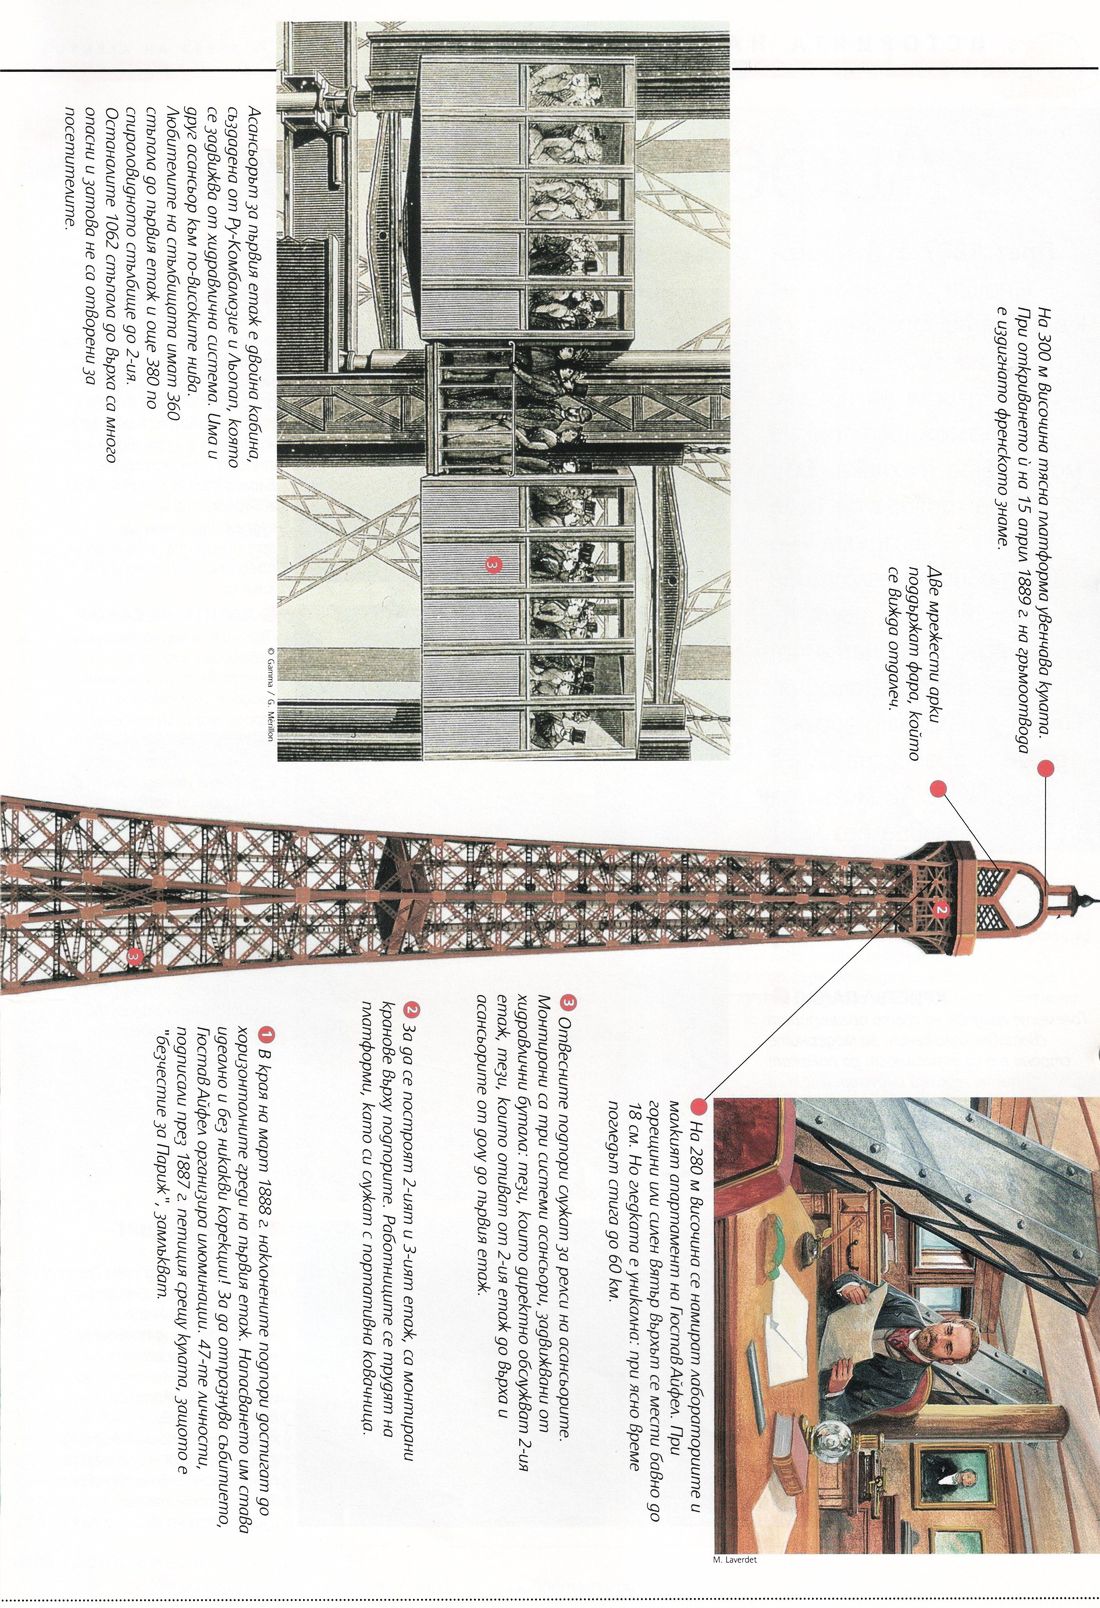 На 300 м височина тясна платформа увенчава кулата.
При откриването ѝ на 15 април 1889 г. на гръмоотвода
е издигнато френското знаме.
Две мрежести арки
поддържат фара, който
се вижда отдалеч.
2
3
3
© Gamma / G. Merillon
Асансьорът за първия етаж е двойна кабина,
създадена от Ру-Комбалюзие и Льопап, която
се задвижва от хидравлична система. Има и
друг асансьор към по-високите нива.
Любителите на стълбищата имат 360
стъпала до първия етаж и още 380 по
спираловидното стълбище до 2-ия.
Останалите 1062 стъпала до върха са много
опасни и затова не са отворени за
посетителите.
M. Laverdet
На 280 м височина се намират лабораториите и
малкият апартамент на Гюстав Айфел. При
горещини или силен вятър върхът се мести бавно до
18 см. Но гледката е уникална: при ясно време
погледът стига до 60 км.
3 Отвесните подпори служат за релси на асансьорите.
Монтирани са три системи асансьори, задвижвани от
хидравлични бутала: тези, които директно обслужват 2-ия
етаж, тези, които отиват от 2-ия етаж до върха и
асансьорите от долу до първия етаж.
2 За да се построят 2-ият и 3-ият етаж, са монтирани
кранове върху подпорите. Работниците се трудят на
платформи, като си служат с портативна ковачница.
1 В края на март 1888 г. наклонените подпори достигат до
хоризонталните греди на първия етаж. Напасването им става
идеално и без никакви корекции! За да отпразнува събитието,
Гюстав Айфел организира илюминации. 47-те личности,
подписали през 1887 г. петиция срещу кулата, защото е
"безчестие за Париж", замлъкват.